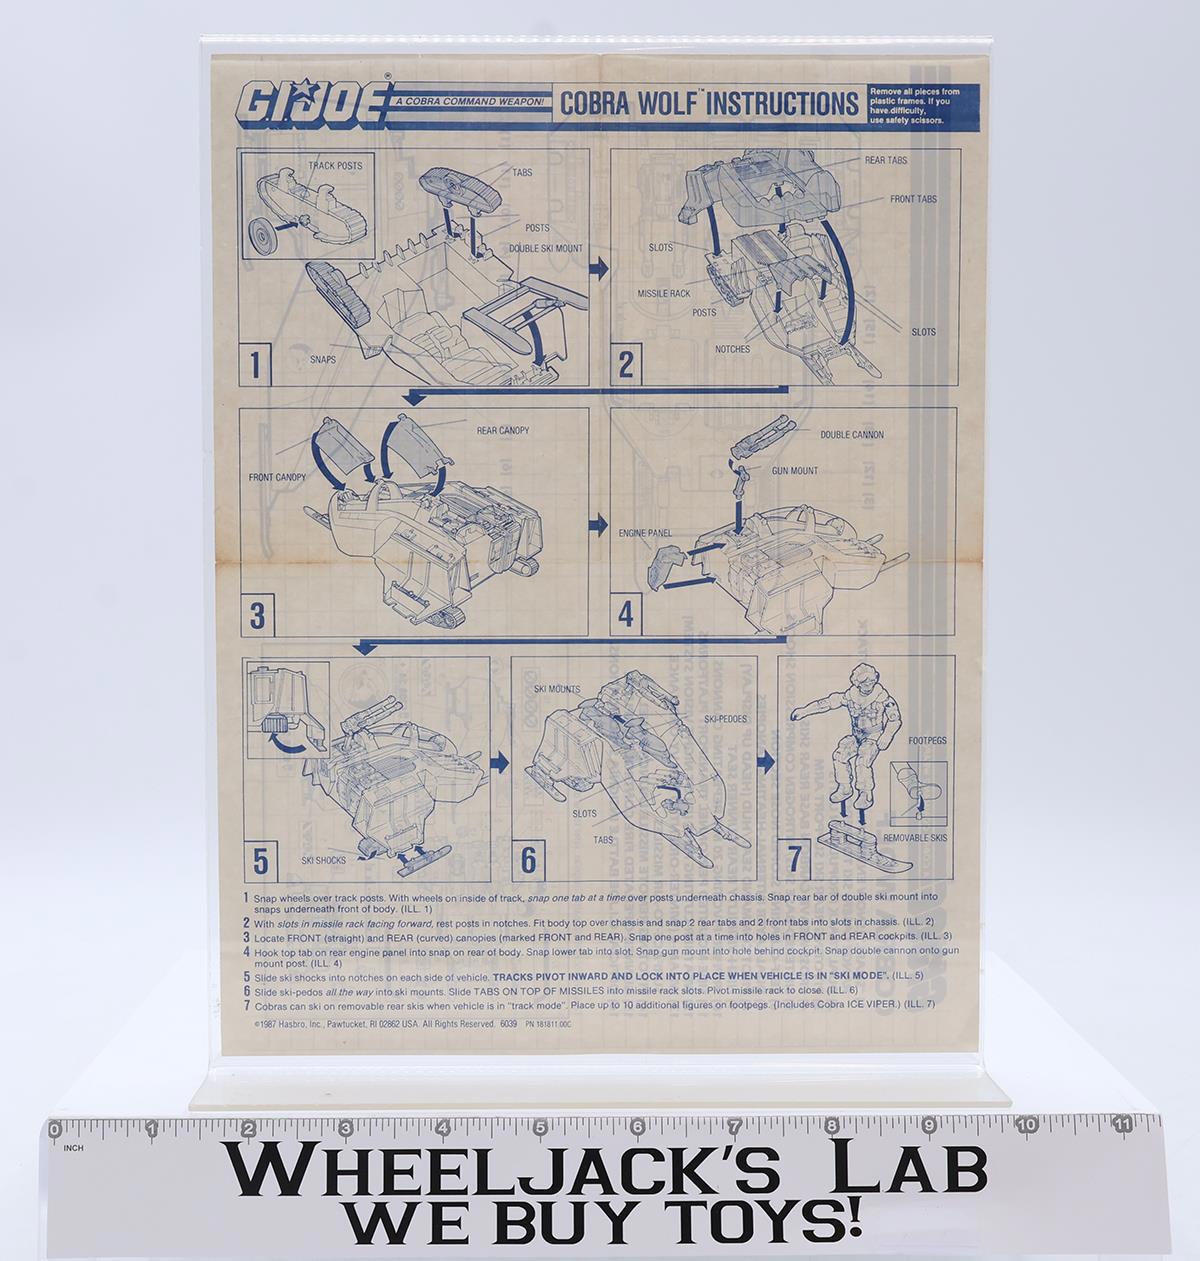 G.I.JOE®
A COBRA COMMAND WEAPON!
COBRA WOLF™ INSTRUCTIONS
Remove all pieces from
plastic frames. If you
have difficulty,
use safety scissors.
TRACK POSTS
TABS
POSTS
DOUBLE SKI MOUNT
SNAPS
1
REAR TABS
FRONT TABS
SLOTS
MISSILE RACK
POSTS
NOTCHES
SLOTS
2
REAR CANOPY
FRONT CANOPY
3
DOUBLE CANNON
GUN MOUNT
ENGINE PANEL
4
SKI SHOCKS
5
SKI MOUNTS
SKI-PEDOES
SLOTS
TABS
6
FOOTPEGS
REMOVABLE SKIS
7
1 Snap wheels over track posts. With wheels on inside of track, snap one tab at a time over posts underneath chassis. Snap rear bar of double ski mount into
snaps underneath front of body. (ILL. 1)
2 With slots in missile rack facing forward, rest posts in notches. Fit body top over chassis and snap 2 rear tabs and 2 front tabs into slots in chassis. (ILL. 2)
3 Locate FRONT (straight) and REAR (curved) canopies (marked FRONT and REAR). Snap one post at a time into holes in FRONT and REAR cockpits. (ILL. 3)
4 Hook top tab on rear engine panel into snap on rear of body. Snap lower tab into slot. Snap gun mount into hole behind cockpit. Snap double cannon onto gun
mount post. (ILL. 4)
5 Slide ski shocks into notches on each side of vehicle. TRACKS PIVOT INWARD AND LOCK INTO PLACE WHEN VEHICLE IS IN "SKI MODE". (ILL. 5)
6 Slide ski-pedos all the way into ski mounts. Slide TABS ON TOP OF MISSILES into missile rack slots. Pivot missile rack to close. (ILL. 6)
7 Cobras can ski on removable rear skis when vehicle is in "track mode". Place up to 10 additional figures on footpegs. (Includes Cobra ICE VIPER.) (ILL. 7)
©1987 Hasbro, Inc., Pawtucket, RI 02862 USA. All Rights Reserved. 6039 PN 181811.00C
0 1 2 3 4 5 6 7 8 9 10 11
INCH
WHEELJACK'S LAB
WE BUY TOYS!